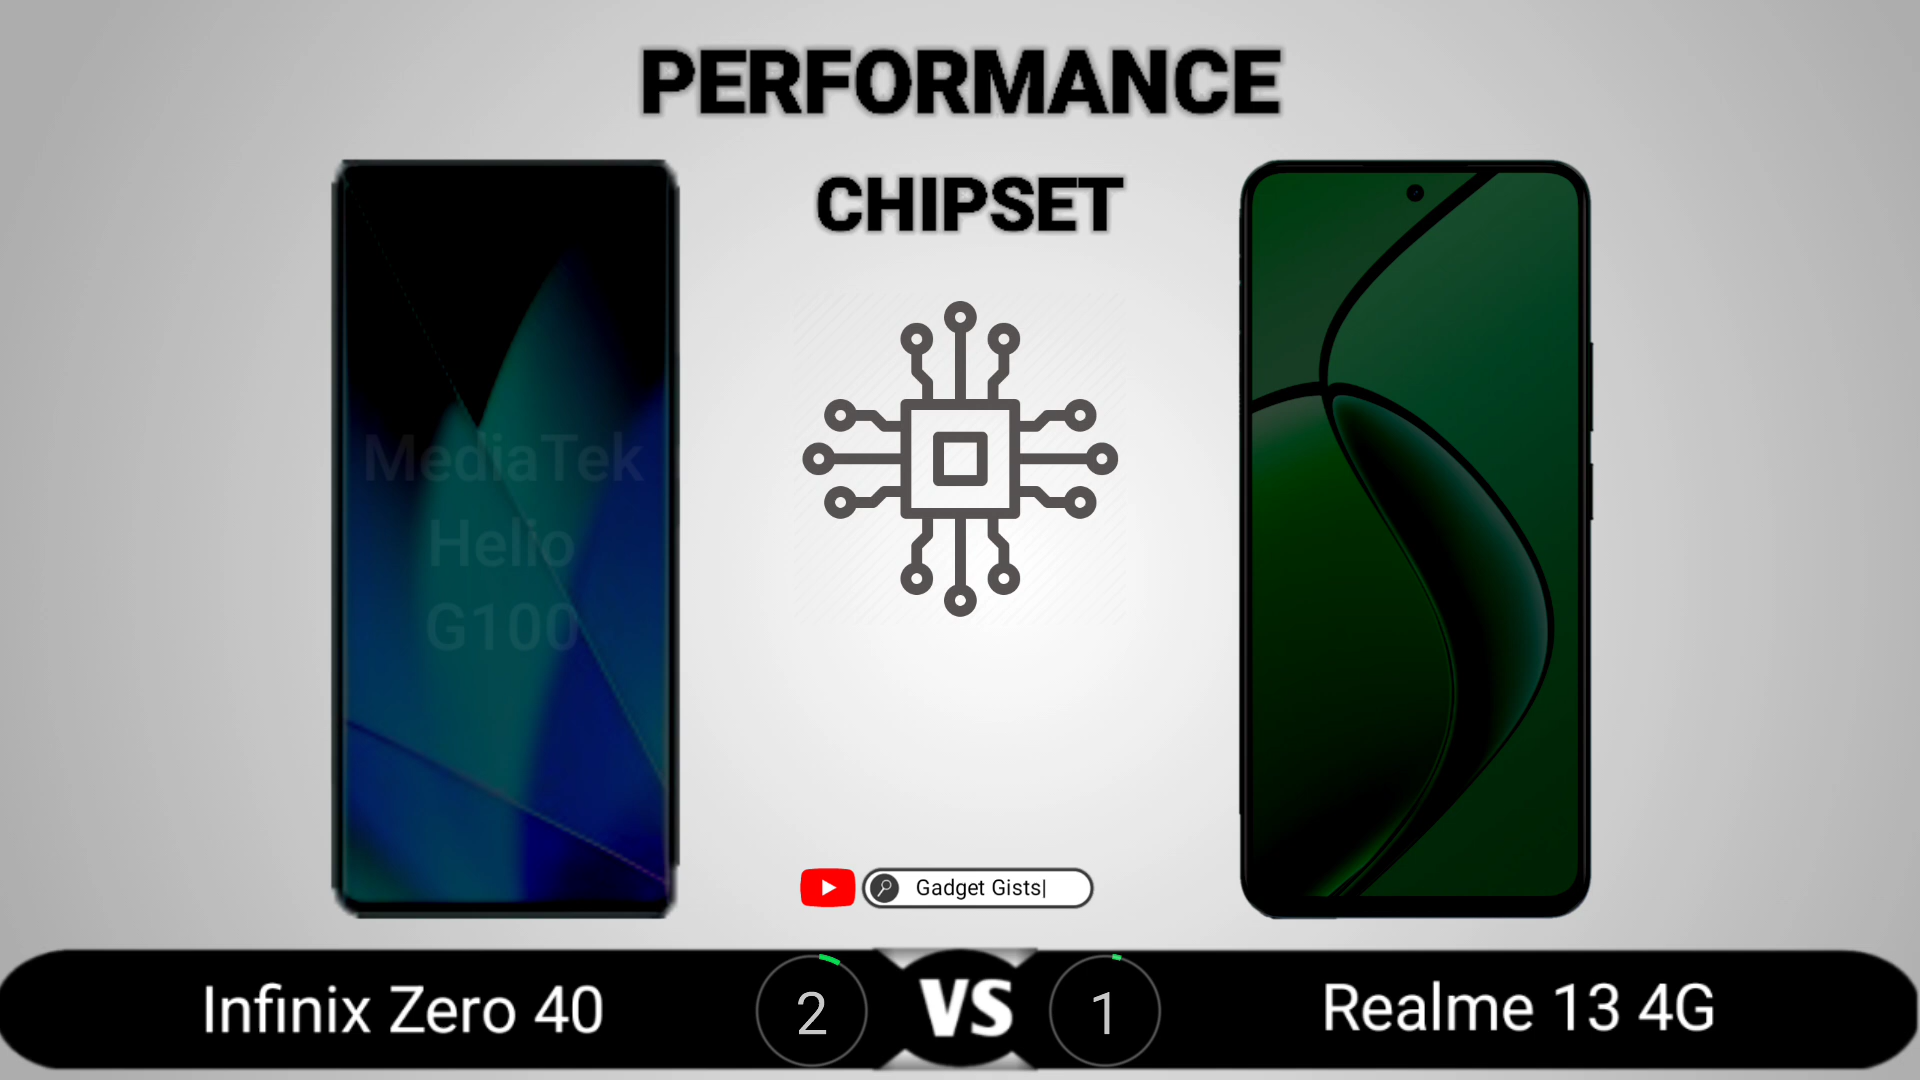 PERFORMANCE
CHIPSET
MediaTek
Helio
G100
Gadget Gists|
Infinix Zero 40
2
VS
1
Realme 13 4G